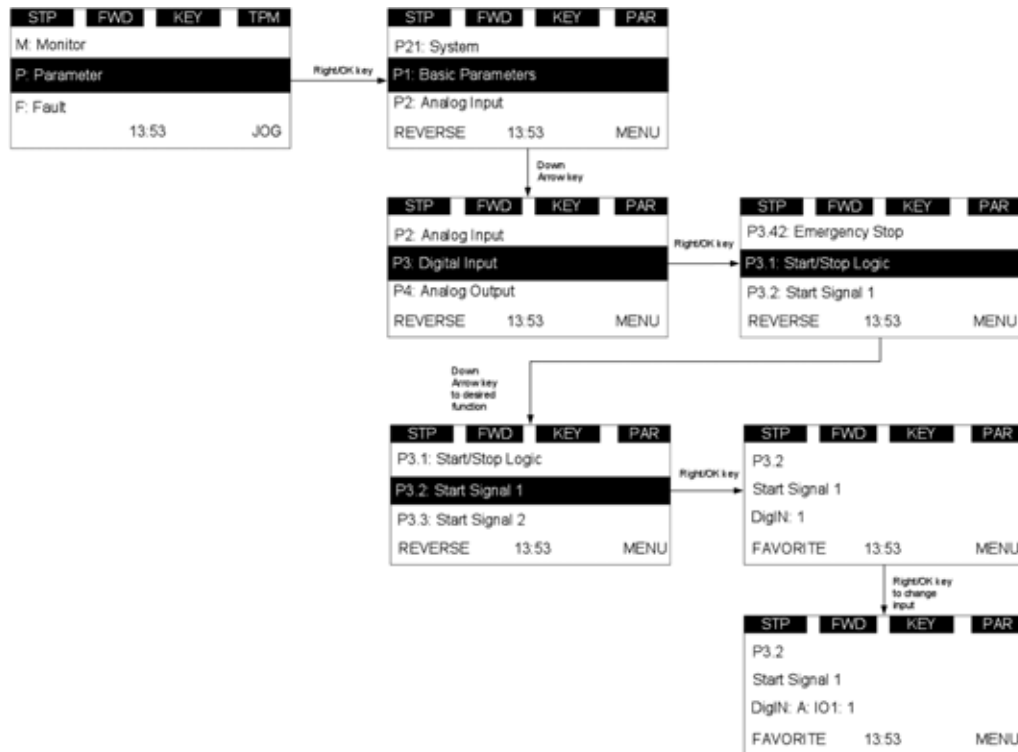 STP FWD KEY TPM
M: Monitor
P: Parameter
F: Fault
13:53 JOG
Right/OK key
STP FWD KEY PAR
P21: System
P1: Basic Parameters
P2: Analog Input
REVERSE 13:53 MENU
Down
Arrow key
STP FWD KEY PAR
P2: Analog Input
P3: Digital Input
P4: Analog Output
REVERSE 13:53 MENU
Right/OK key
STP FWD KEY PAR
P3.42: Emergency Stop
P3.1: Start/Stop Logic
P3.2: Start Signal 1
REVERSE 13:53 MENU
Down
Arrow key
to desired
function
STP FWD KEY PAR
P3.1: Start/Stop Logic
P3.2: Start Signal 1
P3.3: Start Signal 2
REVERSE 13:53 MENU
Right/OK key
STP FWD KEY PAR
P3.2
Start Signal 1
DigIN: 1
FAVORITE 13:53 MENU
Right/OK key
to change
input
STP FWD KEY PAR
P3.2
Start Signal 1
DigIN: A: IO1: 1
FAVORITE 13:53 MENU